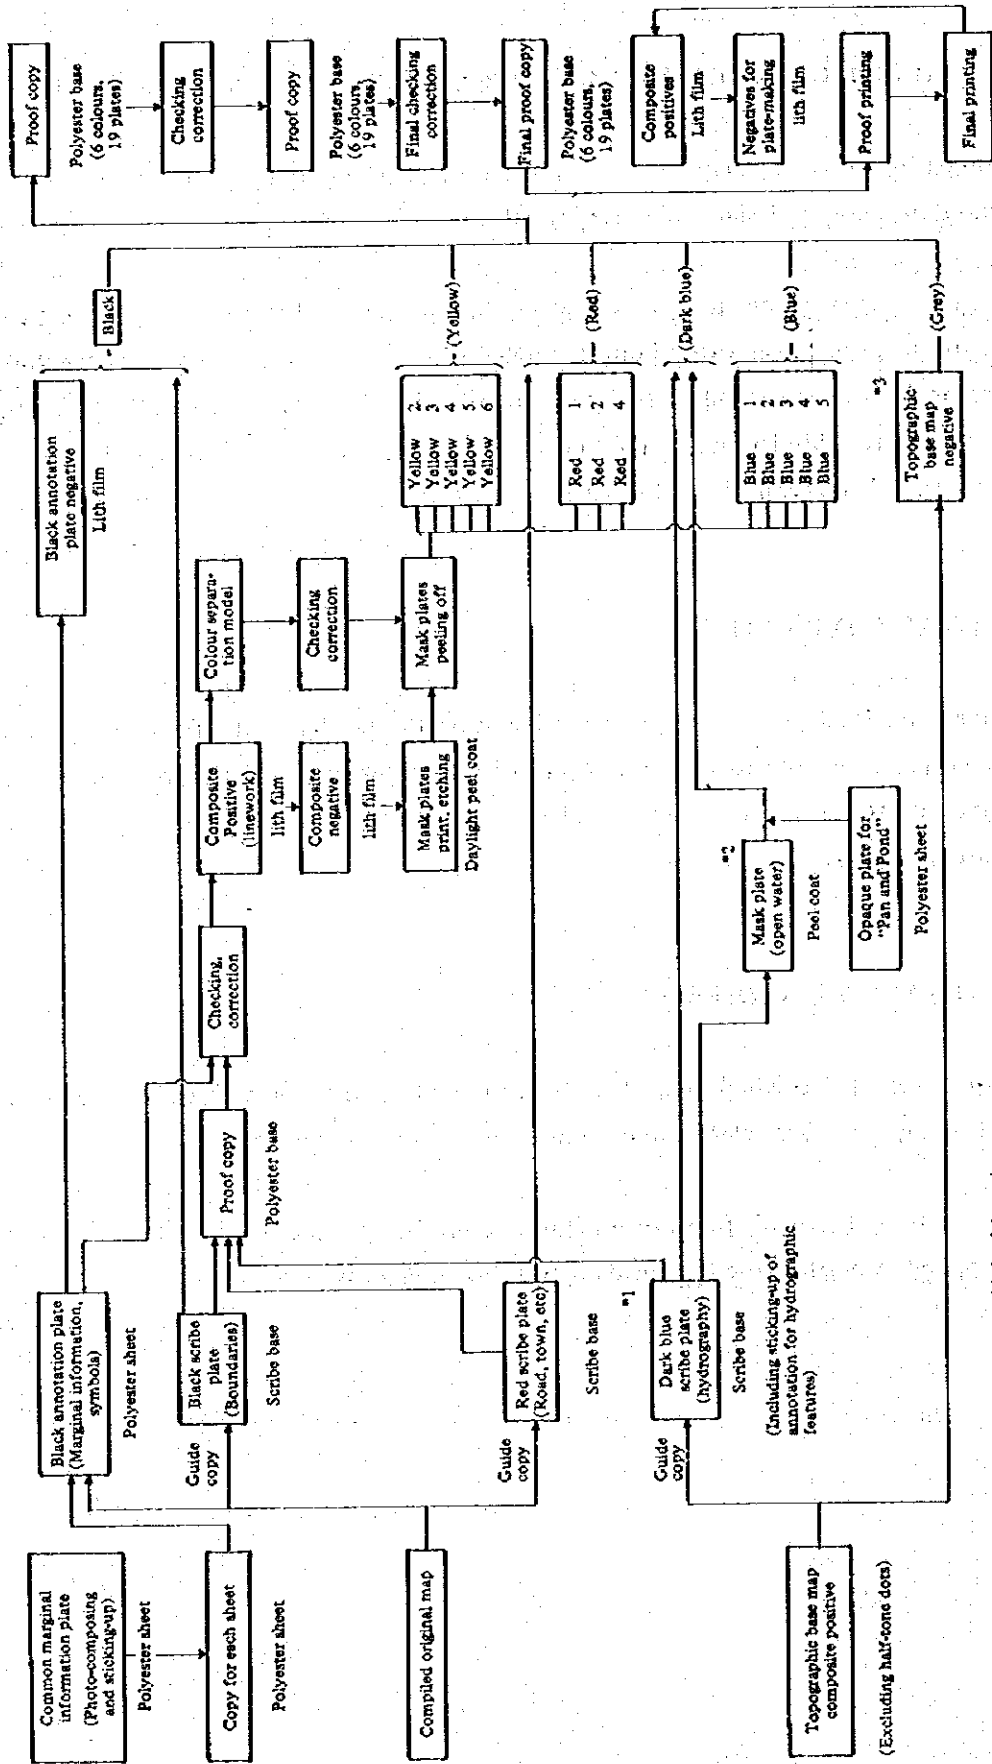 Common marginal
information plate
(Photo-composing
and sticking-up)
Polyester sheet
Copy for each sheet
Polyester sheet
Compiled original map
Topographic base map
composite positive
(Excluding half-tone dots)
Black annotation plate
(Marginal information,
symbols)
Polyester sheet
Guide
copy
Black scribe
plate
(Boundaries)
Scribe base
Guide
copy
Red scribe plate
(Road, town, etc)
Scribe base
*1
Guide
copy
Dark blue
scribe plate
(hydrography)
Scribe base
(Including sticking-up of
annotation for hydrographic
features)
Proof copy
Polyester base
Checking,
correction
Composite
Positive
(linework)
lith film
Composite
negative
lith film
Mask plates
print, etching
Daylight peel coat
Colour separa-
tion model
Checking
correction
Mask plates
peeling off
*2
Mask plate
(open water)
Peel coat
Opaque plate for
"Pan and Pond"
Polyester sheet
Black annotation
plate negative
Lith film
Yellow 2
Yellow 3
Yellow 4
Yellow 5
Yellow 6
Red 1
Red 2
Red 4
Blue 1
Blue 2
Blue 3
Blue 4
Blue 5
*3
Topographic
base map
negative
Black
(Yellow)
(Red)
(Dark blue)
(Blue)
(Grey)
Proof copy
Polyester base
(6 colours,
19 plates)
Checking
correction
Proof copy
Polyester base
(6 colours,
19 plates)
Final checking
correction
Final proof copy
Polyester base
(6 colours,
19 plates)
Composite
positives
Lith film
Negatives for
plate-making
lith film
Proof printing
Final printing